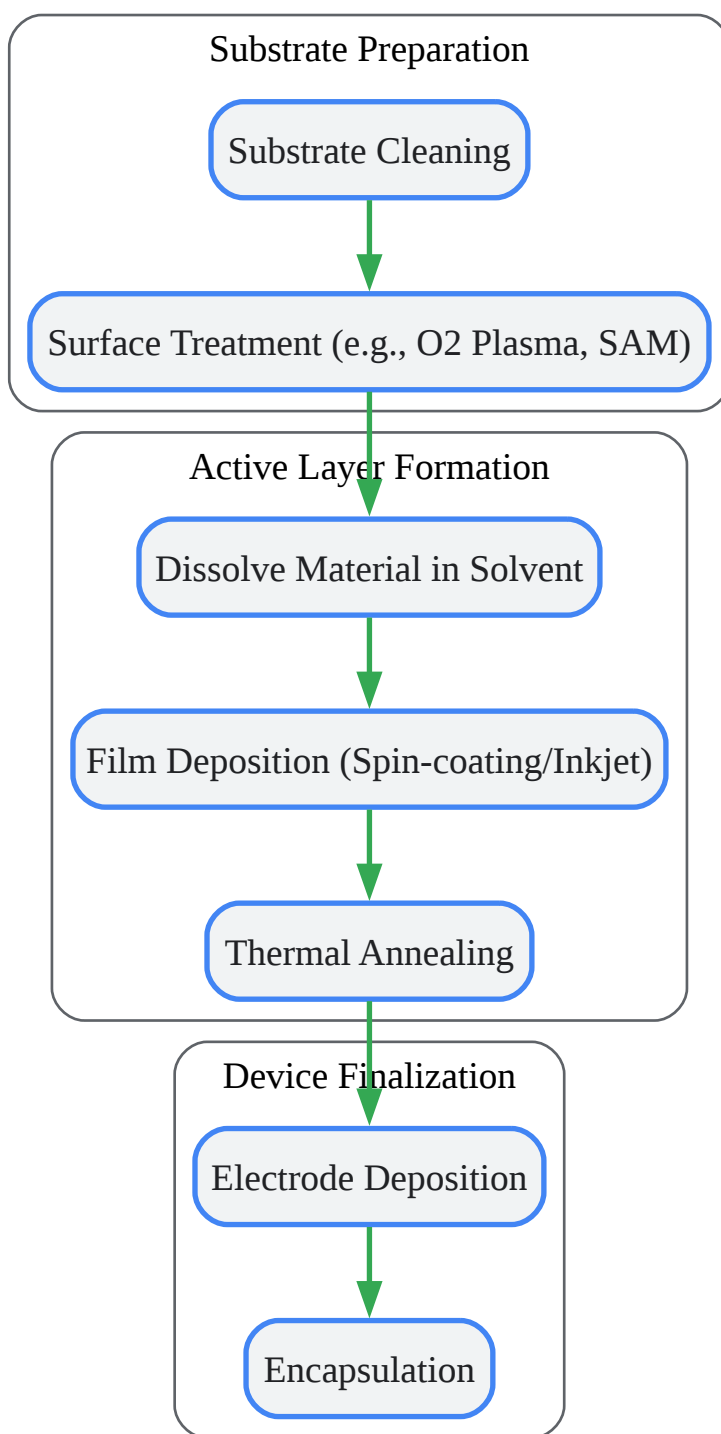 Substrate Preparation
Substrate Cleaning
Surface Treatment (e.g., O2 Plasma, SAM)
Active Layer Formation
Dissolve Material in Solvent
Film Deposition (Spin-coating/Inkjet)
Thermal Annealing
Device Finalization
Electrode Deposition
Encapsulation